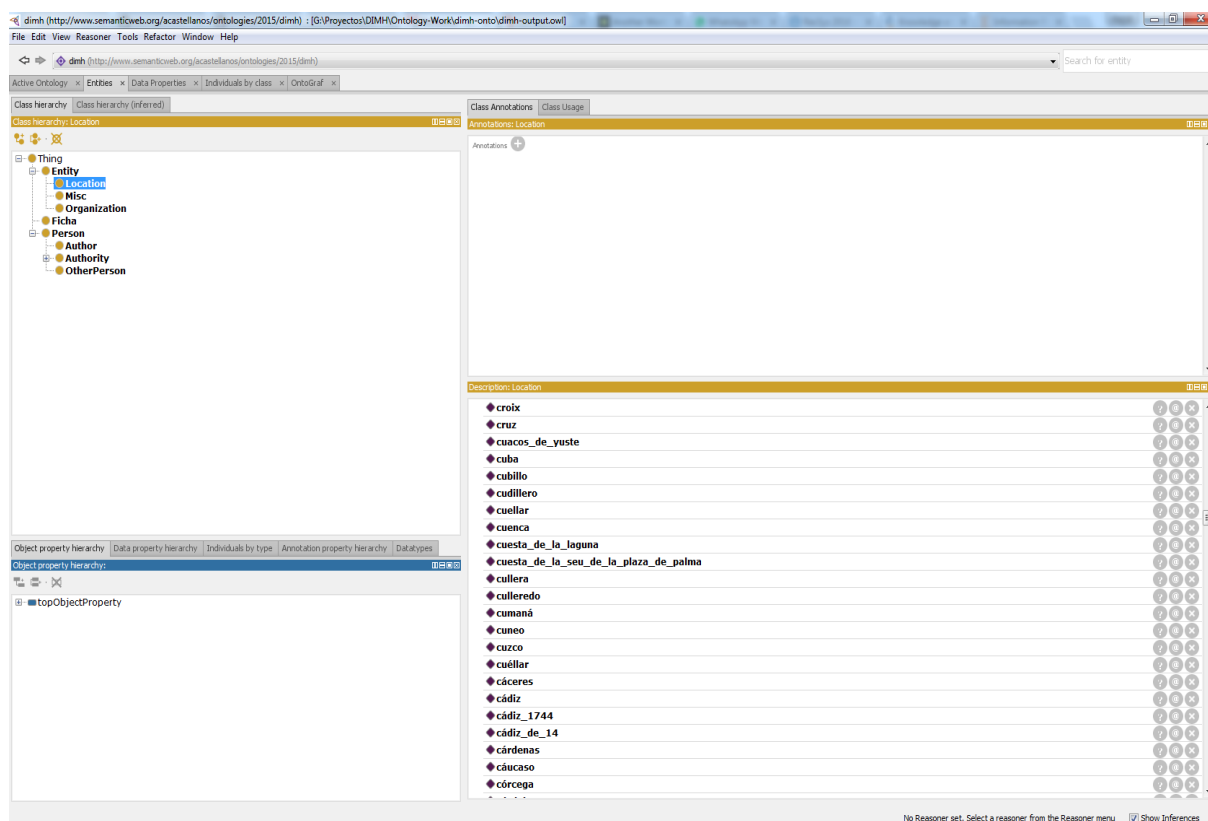 dimh (http://www.semanticweb.org/acastellanos/ontologies/2015/dimh) : [G:\Proyectos\DIMH\Ontology-Work\dimh-onto\dimh-output.owl]
File Edit View Reasoner Tools Refactor Window Help
dimh (http://www.semanticweb.org/acastellanos/ontologies/2015/dimh)
Search for entity
Active Ontology × Entities × Data Properties × Individuals by class × OntoGraf ×
Class hierarchy Class hierarchy (inferred)
Class hierarchy: Location
Thing
Entity
Location
Misc
Organization
Ficha
Person
Author
Authority
OtherPerson
Object property hierarchy Data property hierarchy Individuals by type Annotation property hierarchy Datatypes
Object property hierarchy:
topObjectProperty
Class Annotations Class Usage
Annotations: Location
Annotations
Description: Location
croix
cruz
cuacos_de_yuste
cuba
cubillo
cudillero
cuellar
cuenca
cuesta_de_la_laguna
cuesta_de_la_seu_de_la_plaza_de_palma
cullera
culleredo
cumaná
cuneo
cuzco
cuéllar
cáceres
cádiz
cádiz_1744
cádiz_de_14
cárdenas
cáucaso
córcega
No Reasoner set. Select a reasoner from the Reasoner menu Show Inferences